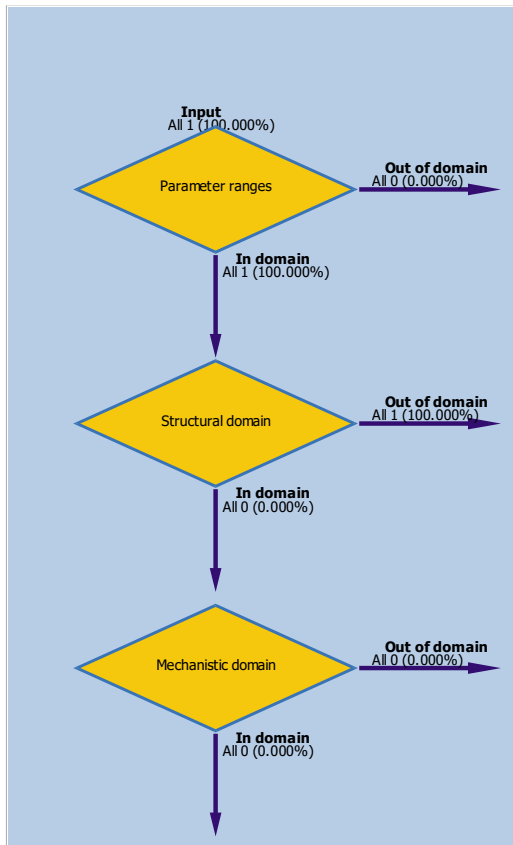 Input
All 1 (100.000%)
Parameter ranges
Out of domain
All 0 (0.000%)
In domain
All 1 (100.000%)
Structural domain
Out of domain
All 1 (100.000%)
In domain
All 0 (0.000%)
Mechanistic domain
Out of domain
All 0 (0.000%)
In domain
All 0 (0.000%)